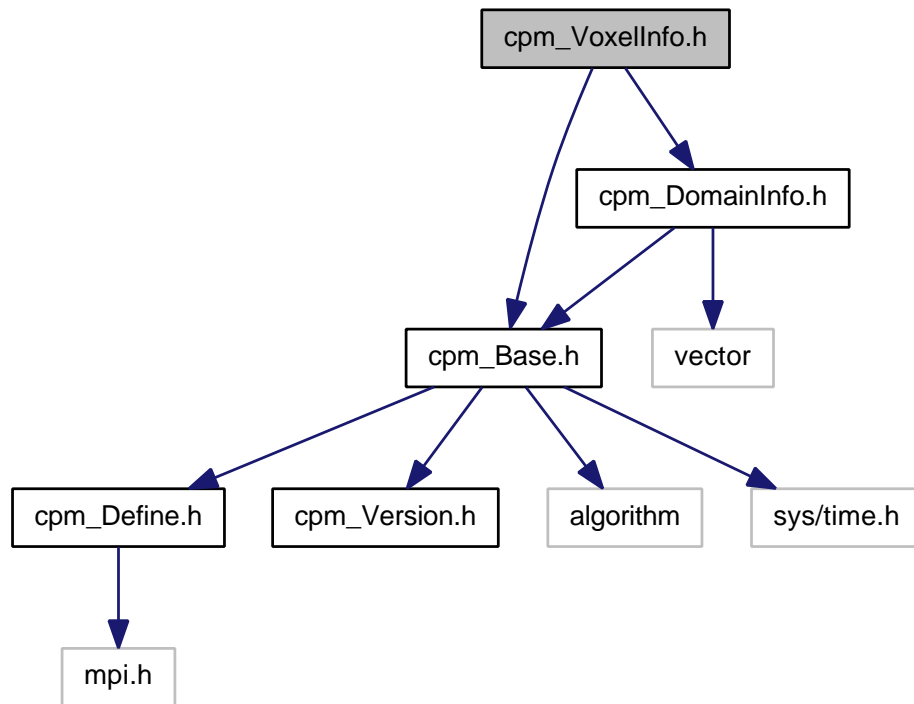 cpm_VoxelInfo.h
cpm_DomainInfo.h
cpm_Base.h
vector
cpm_Define.h
cpm_Version.h
algorithm
sys/time.h
mpi.h